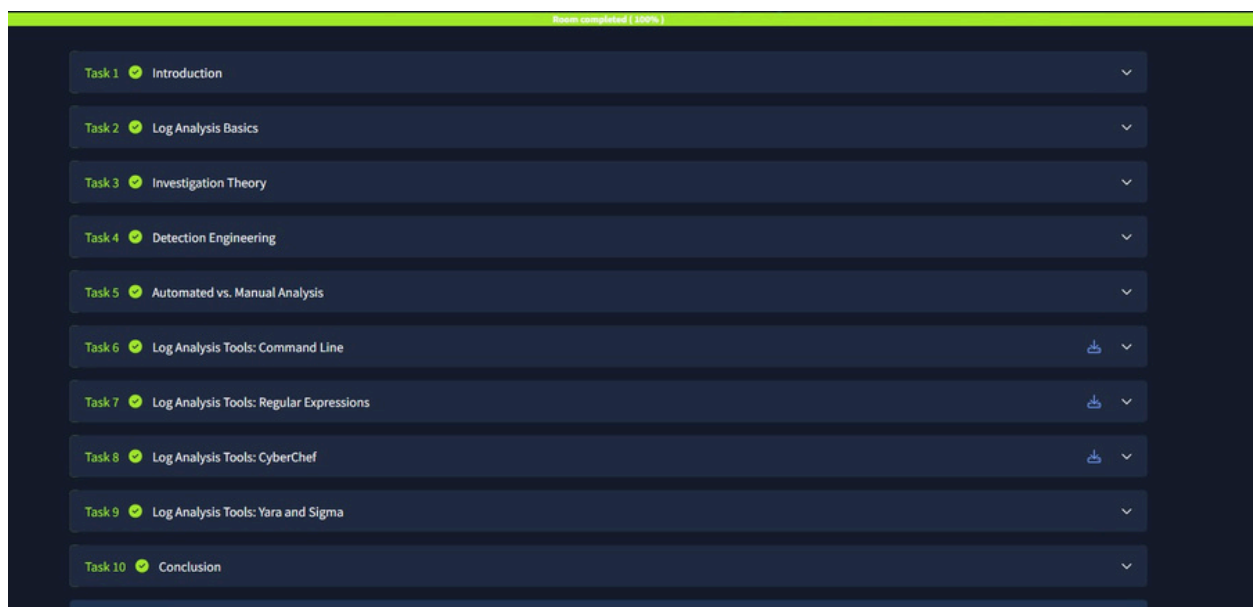 Room completed ( 100% )
Task 1 Introduction
Task 2 Log Analysis Basics
Task 3 Investigation Theory
Task 4 Detection Engineering
Task 5 Automated vs. Manual Analysis
Task 6 Log Analysis Tools: Command Line
Task 7 Log Analysis Tools: Regular Expressions
Task 8 Log Analysis Tools: CyberChef
Task 9 Log Analysis Tools: Yara and Sigma
Task 10 Conclusion